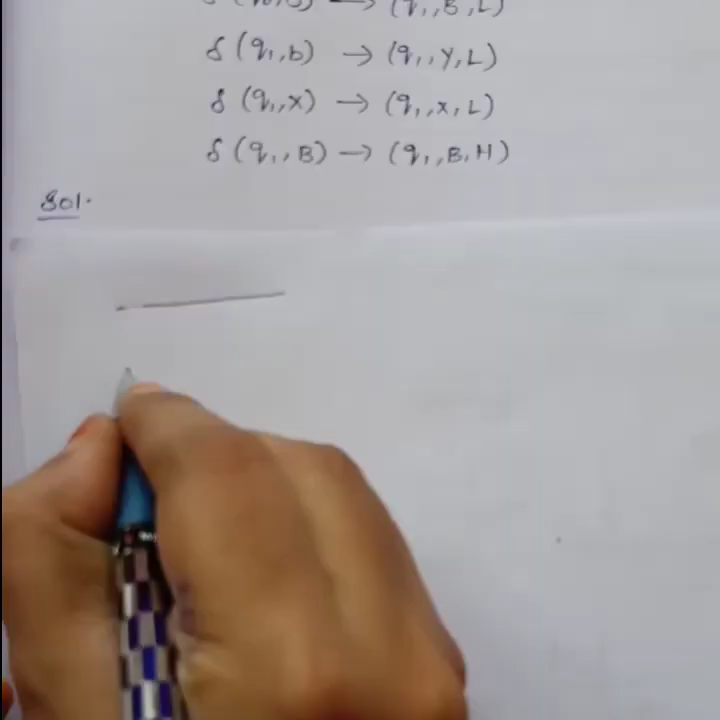 δ(q₁,b) → (q₁,Y,L)
δ(q₁,X) → (q₁,X,L)
δ(q₁,B) → (q₁,B,H)
Sol.